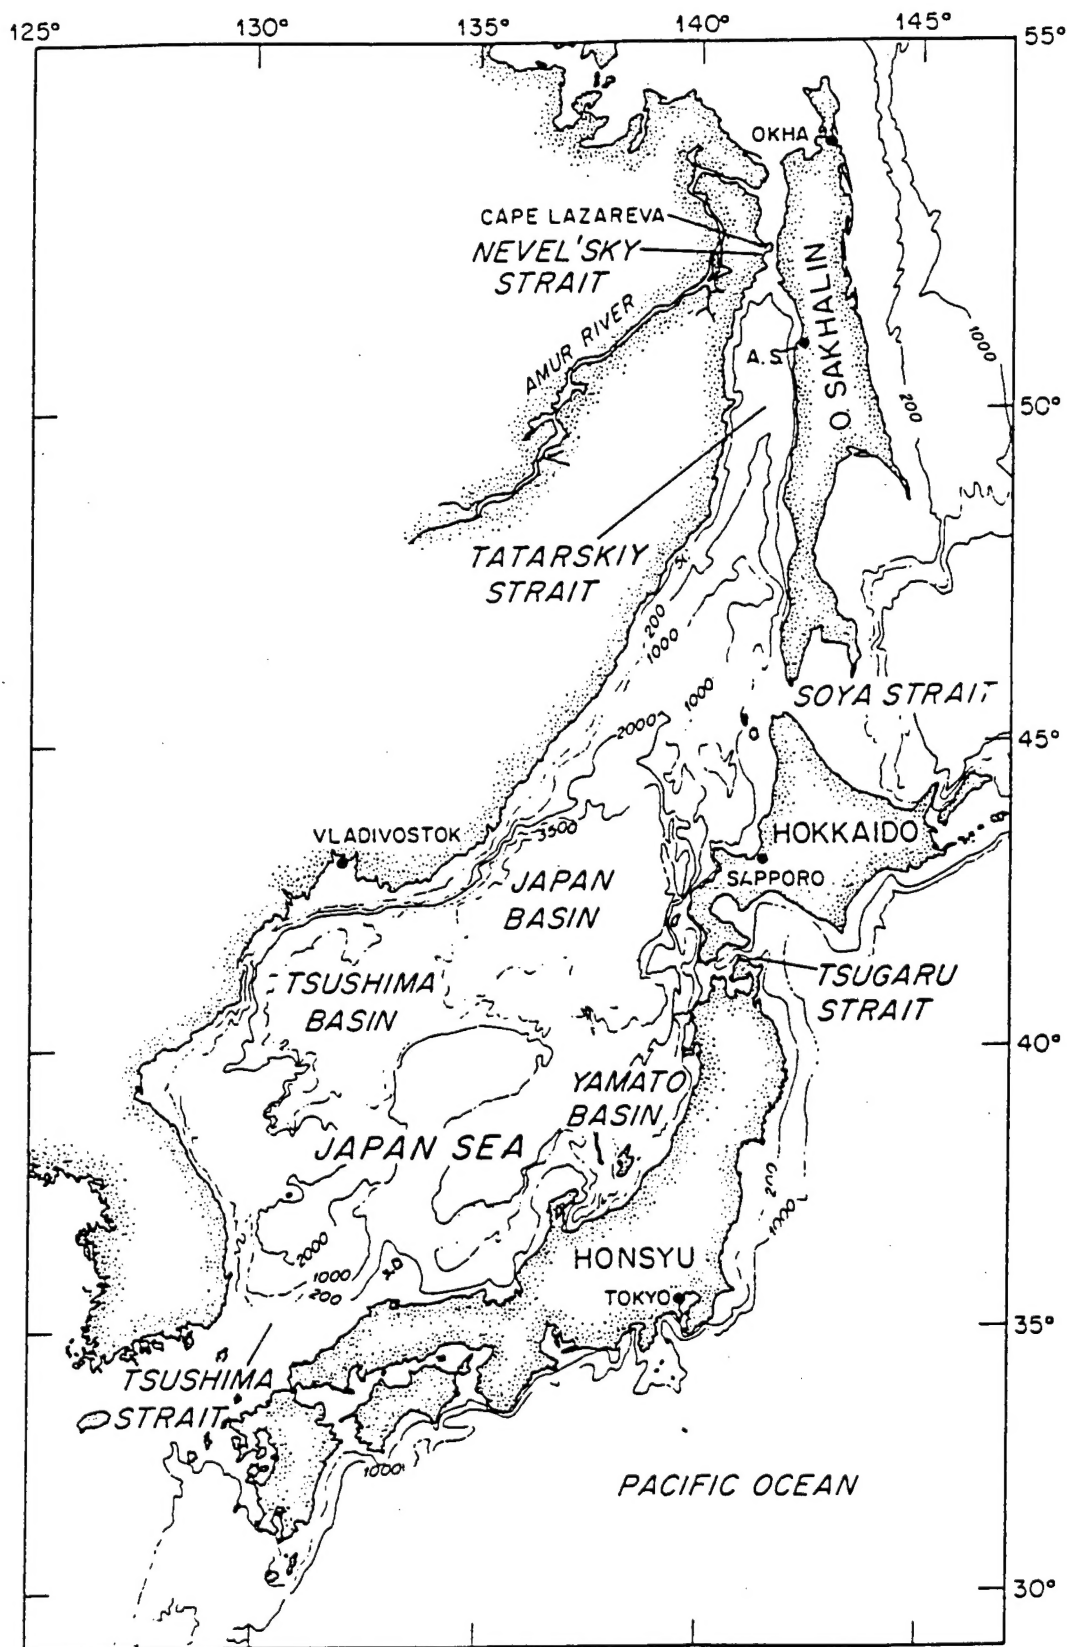 125° 130° 135° 140° 145°
55°
OKHA
CAPE LAZAREVA
NEVEL'SKY
STRAIT
AMUR RIVER
A.S.
O. SAKHALIN
1000
200
50°
TATARSKIY
STRAIT
200
1000
1000
2000
SOYA STRAIT
45°
3500
VLADIVOSTOK
HOKKAIDO
SAPPORO
JAPAN
BASIN
TSUSHIMA
BASIN
TSUGARU
STRAIT
40°
YAMATO
BASIN
JAPAN SEA
200
1000
2000
1000
200
HONSYU
TOKYO
35°
TSUSHIMA
STRAIT
1000
PACIFIC OCEAN
30°